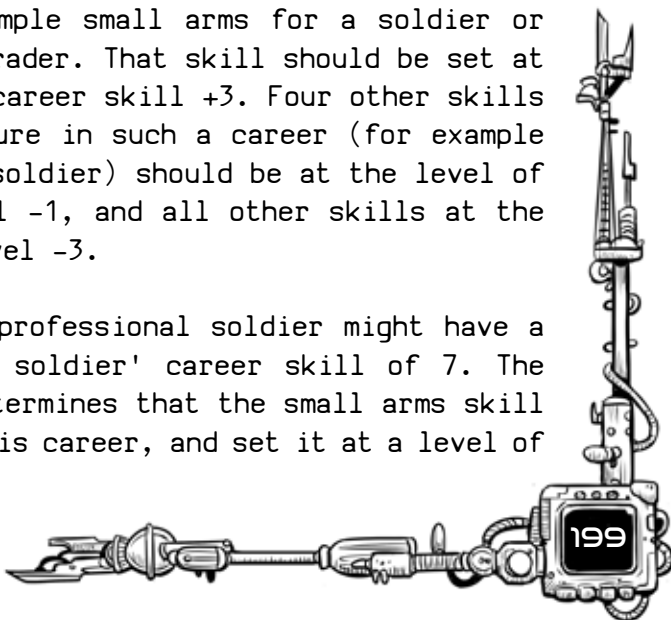 mple small arms for a soldier or
rader. That skill should be set at
career skill +3. Four other skills
ure in such a career (for example
soldier) should be at the level of
l -1, and all other skills at the
vel -3.
professional soldier might have a
soldier' career skill of 7. The
termines that the small arms skill
is career, and set it at a level of
199